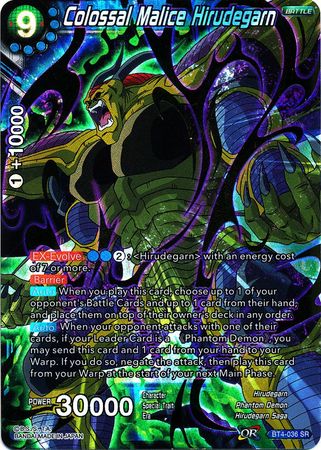 9
Colossal Malice Hirudegarn
BATTLE
1 +10000
EX-Evolve 2: <Hirudegarn> with an energy cost
of 7 or more.
Barrier
Auto When you play this card, choose up to 1 of your
opponent's Battle Cards and up to 1 card from their hand,
and place them on top of their owner's deck in any order.
Auto When your opponent attacks with one of their
cards, if your Leader Card is a 《Phantom Demon》, you
may send this card and 1 card from your hand to your
Warp. If you do so, negate the attack, then play this card
from your Warp at the start of your next Main Phase.
POWER 30000
Character Hirudegarn
Special Trait Phantom Demon
Era Hirudegarn Saga
BANDAI MADE IN JAPAN
BT4-036 SR